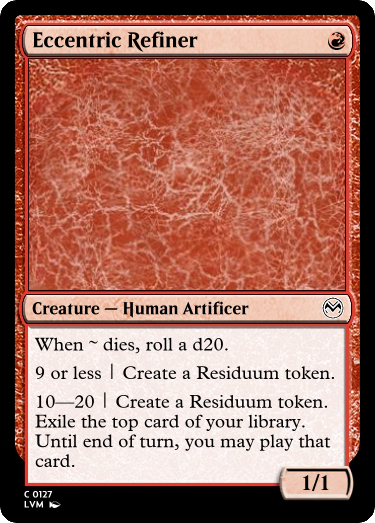 Eccentric Refiner
Creature — Human Artificer
When ~ dies, roll a d20.
9 or less | Create a Residuum token.
10—20 | Create a Residuum token.
Exile the top card of your library.
Until end of turn, you may play that
card.
1/1
C 0127
LVM